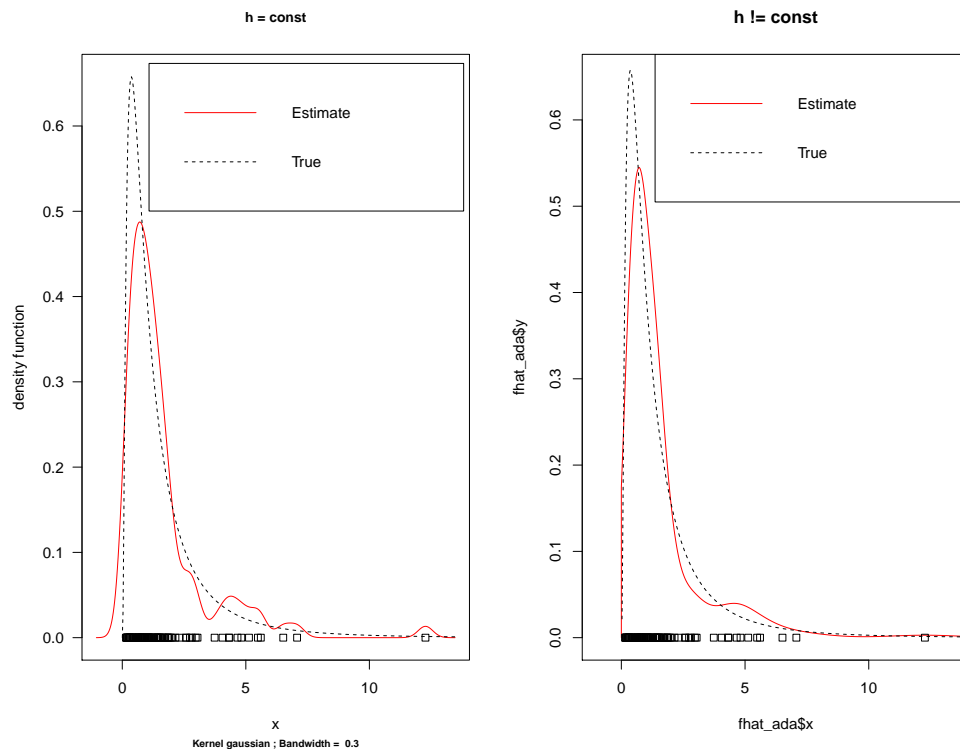 h = const
density function
0.0
0.1
0.2
0.3
0.4
0.5
0.6
Estimate
True
0
5
10
x
Kernel gaussian ; Bandwidth = 0.3
h != const
fhat_ada$y
0.0
0.1
0.2
0.3
0.4
0.5
0.6
Estimate
True
0
5
10
fhat_ada$x